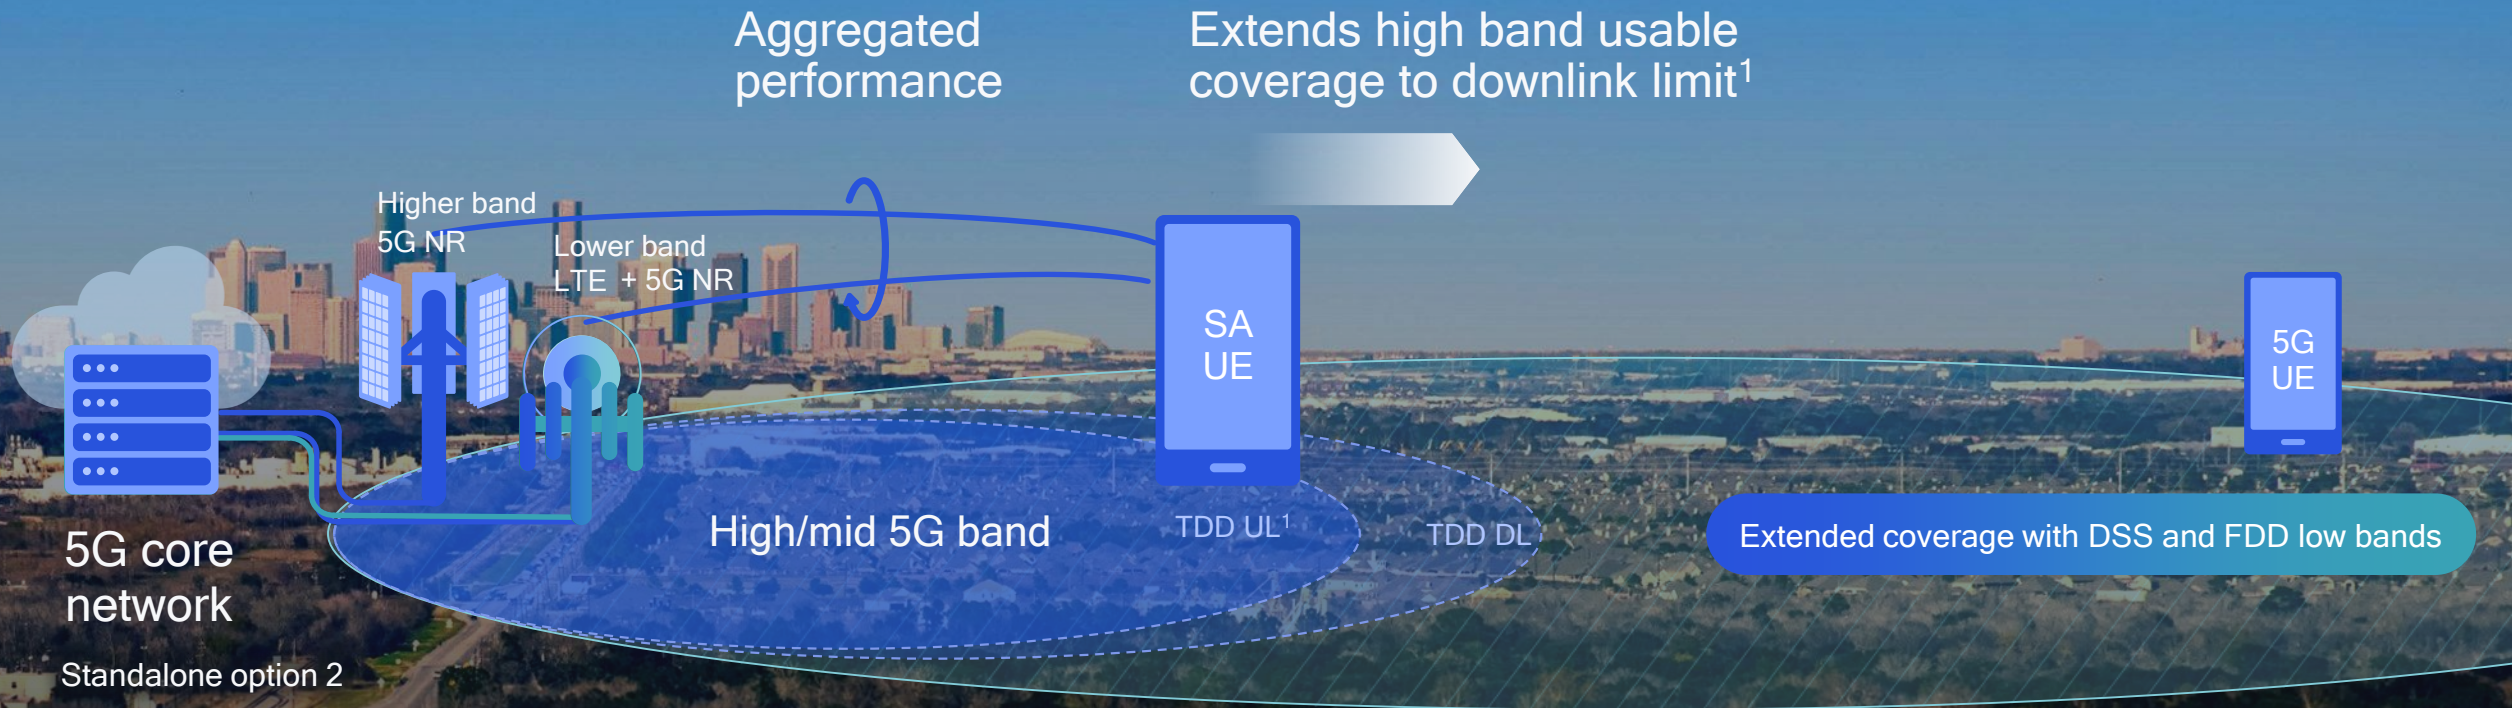 Aggregated
performance
Extends high band usable
coverage to downlink limit¹
Higher band
5G NR
Lower band
LTE + 5G NR
SA
UE
5G
UE
High/mid 5G band
TDD UL¹
TDD DL
Extended coverage with DSS and FDD low bands
5G core
network
Standalone option 2